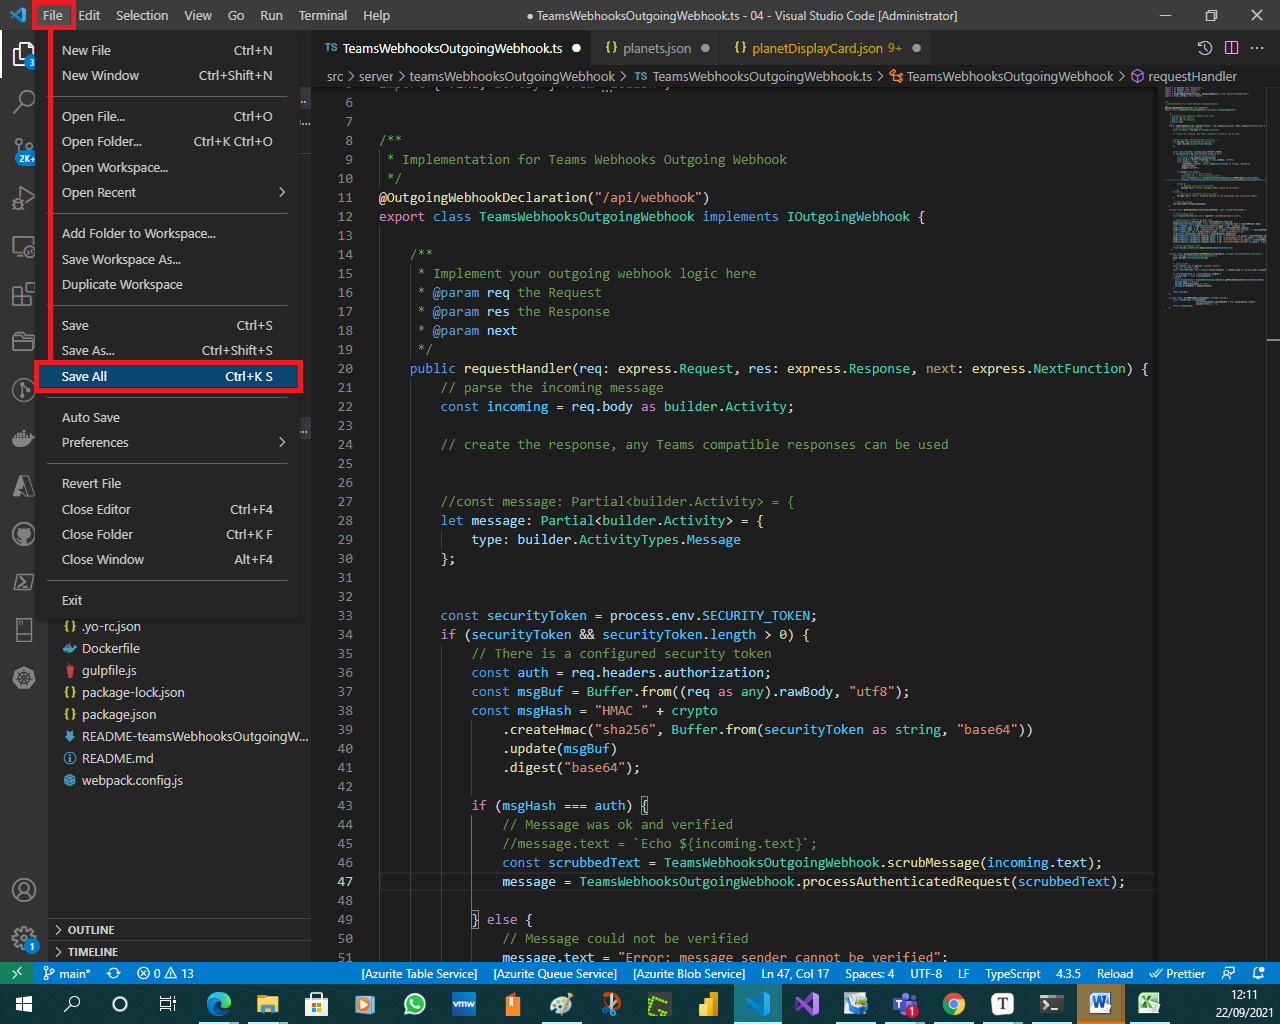 File Edit Selection View Go Run Terminal Help
● TeamsWebhooksOutgoingWebhook.ts - 04 - Visual Studio Code [Administrator]
TS TeamsWebhooksOutgoingWebhook.ts ●
{} planets.json ●
{} planetDisplayCard.json 9+ ●
src > server > teamsWebhooksOutgoingWebhook > TS TeamsWebhooksOutgoingWebhook.ts > TeamsWebhooksOutgoingWebhook > requestHandler
3
2K+
1
New File Ctrl+N
New Window Ctrl+Shift+N
Open File... Ctrl+O
Open Folder... Ctrl+K Ctrl+O
Open Workspace...
Open Recent
Add Folder to Workspace...
Save Workspace As...
Duplicate Workspace
Save Ctrl+S
Save As... Ctrl+Shift+S
Save All Ctrl+K S
Auto Save
Preferences
Revert File
Close Editor Ctrl+F4
Close Folder Ctrl+K F
Close Window Alt+F4
Exit
{} .yo-rc.json
Dockerfile
gulpfile.js
{} package-lock.json
{} package.json
README-teamsWebhooksOutgoingW...
README.md
webpack.config.js
OUTLINE
TIMELINE
6
7
8 /**
9 * Implementation for Teams Webhooks Outgoing Webhook
10 */
11 @OutgoingWebhookDeclaration("/api/webhook")
12 export class TeamsWebhooksOutgoingWebhook implements IOutgoingWebhook {
13
14 /**
15 * Implement your outgoing webhook logic here
16 * @param req the Request
17 * @param res the Response
18 * @param next
19 */
20 public requestHandler(req: express.Request, res: express.Response, next: express.NextFunction) {
21 // parse the incoming message
22 const incoming = req.body as builder.Activity;
23
24 // create the response, any Teams compatible responses can be used
25
26
27 //const message: Partial<builder.Activity> = {
28 let message: Partial<builder.Activity> = {
29 type: builder.ActivityTypes.Message
30 };
31
32
33 const securityToken = process.env.SECURITY_TOKEN;
34 if (securityToken && securityToken.length > 0) {
35 // There is a configured security token
36 const auth = req.headers.authorization;
37 const msgBuf = Buffer.from((req as any).rawBody, "utf8");
38 const msgHash = "HMAC " + crypto
39 .createHmac("sha256", Buffer.from(securityToken as string, "base64"))
40 .update(msgBuf)
41 .digest("base64");
42
43 if (msgHash === auth) {
44 // Message was ok and verified
45 //message.text = `Echo ${incoming.text}`;
46 const scrubbedText = TeamsWebhooksOutgoingWebhook.scrubMessage(incoming.text);
47 message = TeamsWebhooksOutgoingWebhook.processAuthenticatedRequest(scrubbedText);
48
49 } else {
50 // Message could not be verified
51 message.text = "Error: message sender cannot be verified";
main* 0 13 [Azurite Table Service] [Azurite Queue Service] [Azurite Blob Service] Ln 47, Col 17 Spaces: 4 UTF-8 LF TypeScript 4.3.5 Reload Prettier
vmw
1
T
12:11
22/09/2021